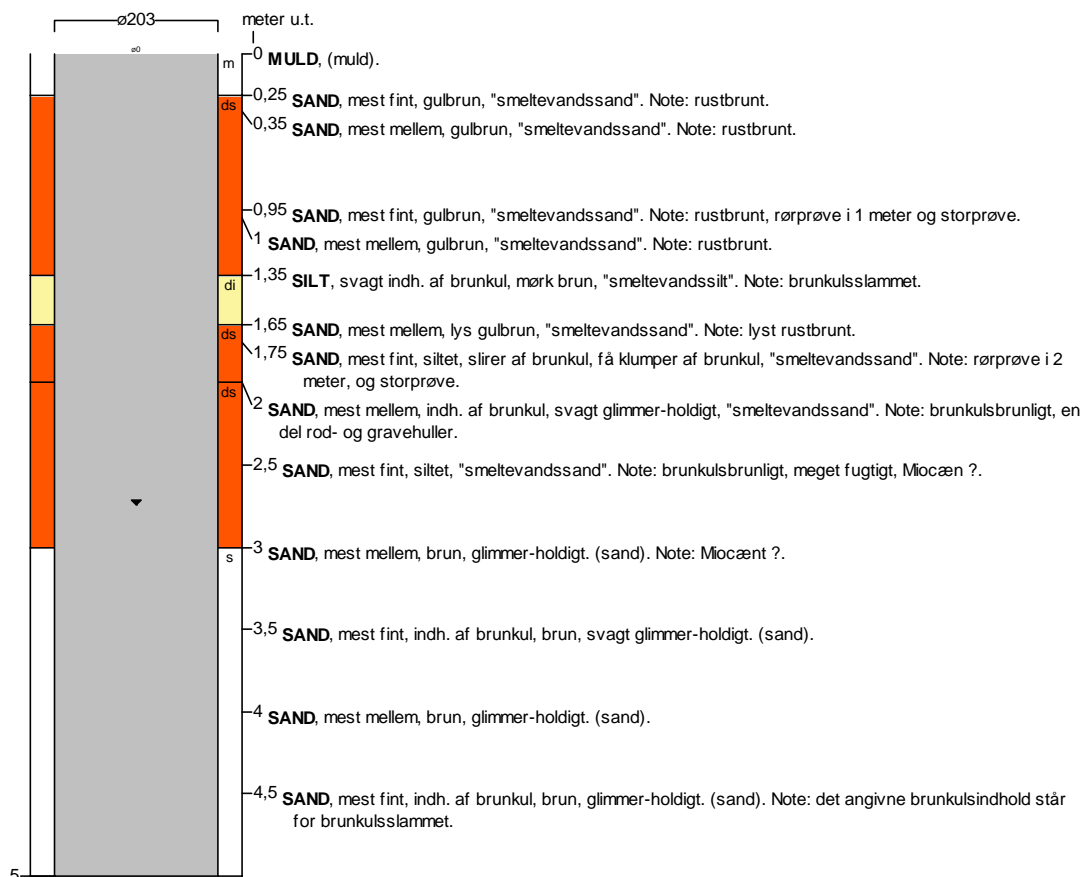 ø203
meter u.t.
ø0
0 MULD, (muld).
m
0,25 SAND, mest fint, gulbrun, "smeltevandssand". Note: rustbrunt.
ds
0,35 SAND, mest mellem, gulbrun, "smeltevandssand". Note: rustbrunt.
0,95 SAND, mest fint, gulbrun, "smeltevandssand". Note: rustbrunt, rørprøve i 1 meter og storprøve.
1 SAND, mest mellem, gulbrun, "smeltevandssand". Note: rustbrunt.
1,35 SILT, svagt indh. af brunkul, mørk brun, "smeltevandssilt". Note: brunkulsslammet.
di
1,65 SAND, mest mellem, lys gulbrun, "smeltevandssand". Note: lyst rustbrunt.
ds
1,75 SAND, mest fint, siltet, slirer af brunkul, få klumper af brunkul, "smeltevandssand". Note: rørprøve i 2
meter, og storprøve.
ds
2 SAND, mest mellem, indh. af brunkul, svagt glimmer-holdigt, "smeltevandssand". Note: brunkulsbrunligt, en
del rod- og gravehuller.
2,5 SAND, mest fint, siltet, "smeltevandssand". Note: brunkulsbrunligt, meget fugtigt, Miocæn ?.
3 SAND, mest mellem, brun, glimmer-holdigt. (sand). Note: Miocænt ?.
s
3,5 SAND, mest fint, indh. af brunkul, brun, svagt glimmer-holdigt. (sand).
4 SAND, mest mellem, brun, glimmer-holdigt. (sand).
4,5 SAND, mest fint, indh. af brunkul, brun, glimmer-holdigt. (sand). Note: det angivne brunkulsindhold står
for brunkulsslammet.
5